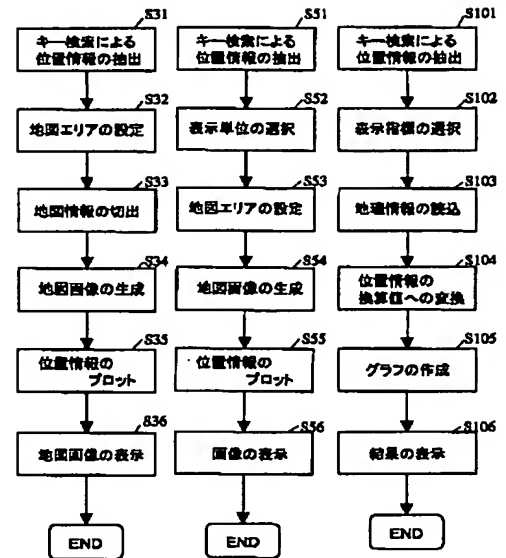 S31
キー検索による
位置情報の抽出
S32
地図エリアの設定
S33
地図情報の切出
S34
地図画像の生成
S35
位置情報の
プロット
S36
地図画像の表示
END
S51
キー検索による
位置情報の抽出
S52
表示単位の選択
S53
地図エリアの設定
S54
地図画像の生成
S55
位置情報の
プロット
S56
画像の表示
END
S101
キー検索による
位置情報の抽出
S102
表示指標の選択
S103
地理情報の読込
S104
位置情報の
換算値への変換
S105
グラフの作成
S106
結果の表示
END